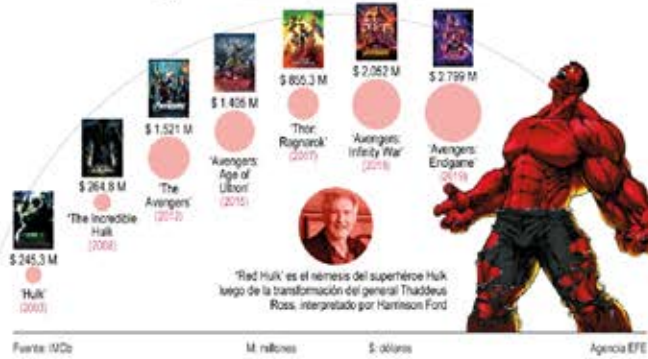 $ 245,3 M
'Hulk'
(2003)
$ 264,8 M
'The Incredible
Hulk
(2008)
$ 1.521 M
'The
Avengers'
(2012)
$ 1.405 M
'Avengers:
Age of
Ultron'
(2015)
$ 855,3 M
'Thor:
Ragnarok'
(2017)
$ 2.052 M
'Avengers:
Infinity War'
(2018)
$ 2.799 M
'Avengers:
Endgame'
(2019)
'Red Hulk' es el némesis del superhéroe Hulk
luego de la transformación del general Thaddeus
Ross, interpretado por Harrinson Ford
Fuente: IMDb
M: millones
$: dólares
Agencia EFE